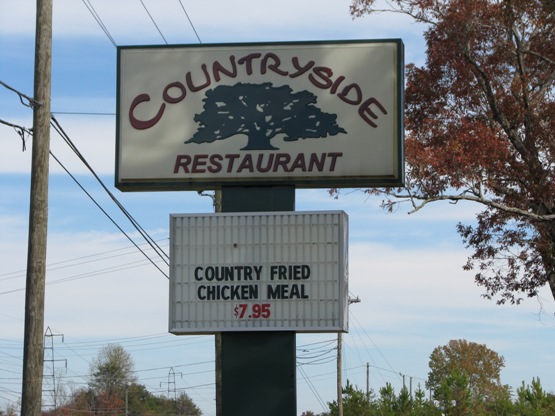 COUNTRYSIDE
RESTAURANT
COUNTRY FRIED
CHICKEN MEAL
$7.95